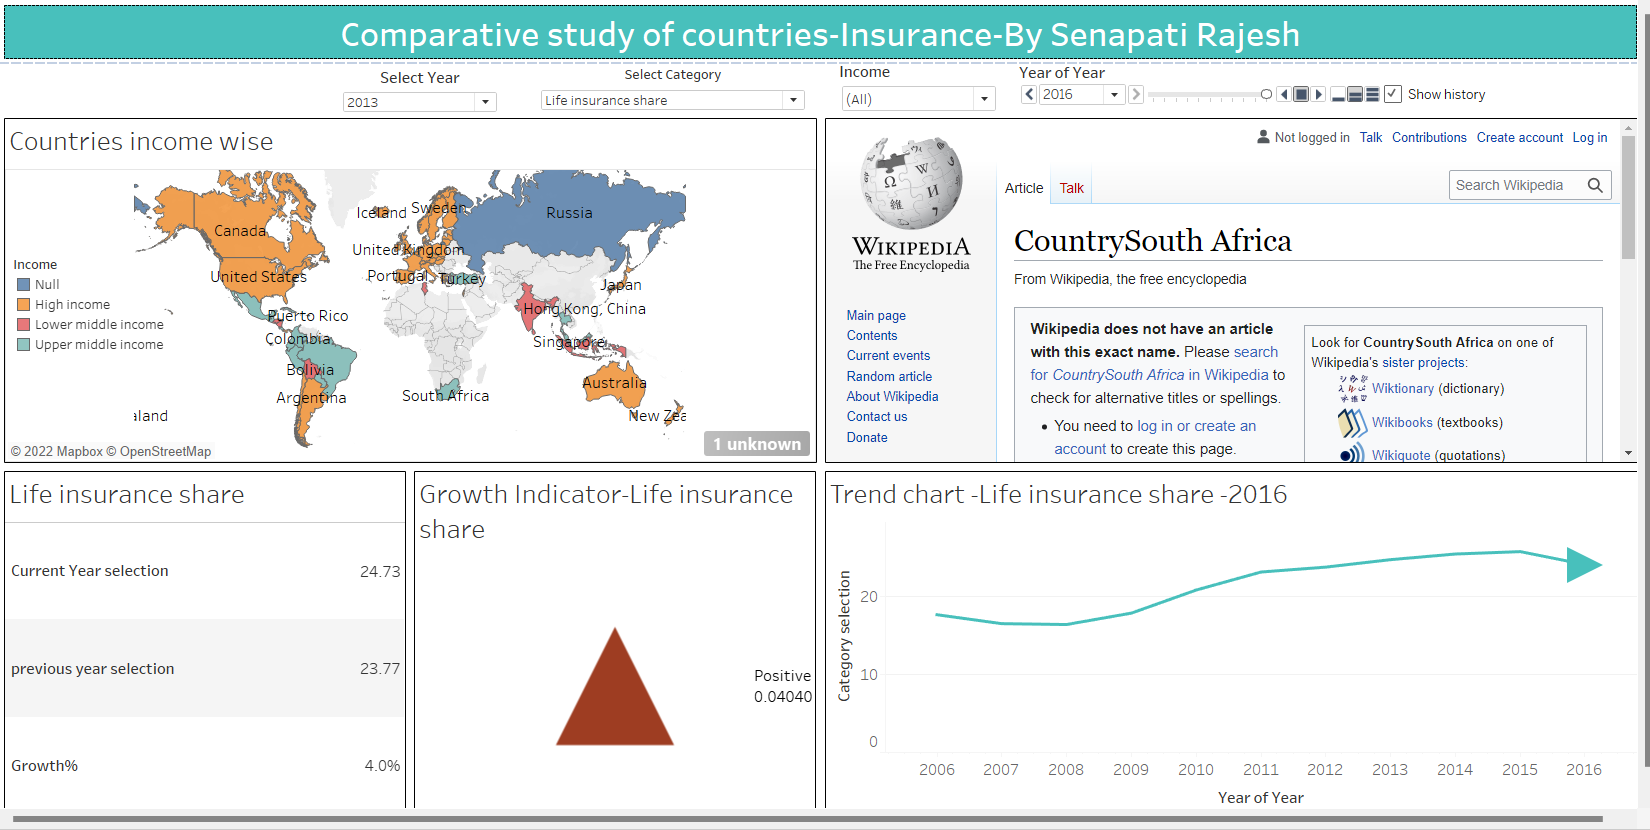 Comparative study of countries-Insurance-By Senapati Rajesh
Select Year
2013
Select Category
Life insurance share
Income
(All)
Year of Year
2016
Show history
Countries income wise
Income
Null
High income
Lower middle income
Upper middle income
Iceland
Sweden
Russia
Canada
United Kingdom
United States
Portugal
Turkey
Japan
Puerto Rico
Hong Kong, China
Colombia
Singapore
Bolivia
Australia
Argentina
South Africa
aland
New Zea
1 unknown
© 2022 Mapbox © OpenStreetMap
WIKIPEDIA
The Free Encyclopedia
Main page
Contents
Current events
Random article
About Wikipedia
Contact us
Donate
Not logged in Talk Contributions Create account Log in
Article Talk
Search Wikipedia
CountrySouth Africa
From Wikipedia, the free encyclopedia
Wikipedia does not have an article
with this exact name. Please search
for CountrySouth Africa in Wikipedia to
check for alternative titles or spellings.
• You need to log in or create an
account to create this page.
Look for CountrySouth Africa on one of
Wikipedia's sister projects:
Wiktionary (dictionary)
Wikibooks (textbooks)
Wikiquote (quotations)
Life insurance share
Current Year selection 24.73
previous year selection 23.77
Growth% 4.0%
Growth Indicator-Life insurance
share
Positive
0.04040
Trend chart -Life insurance share -2016
Category selection
20
10
0
2006 2007 2008 2009 2010 2011 2012 2013 2014 2015 2016
Year of Year